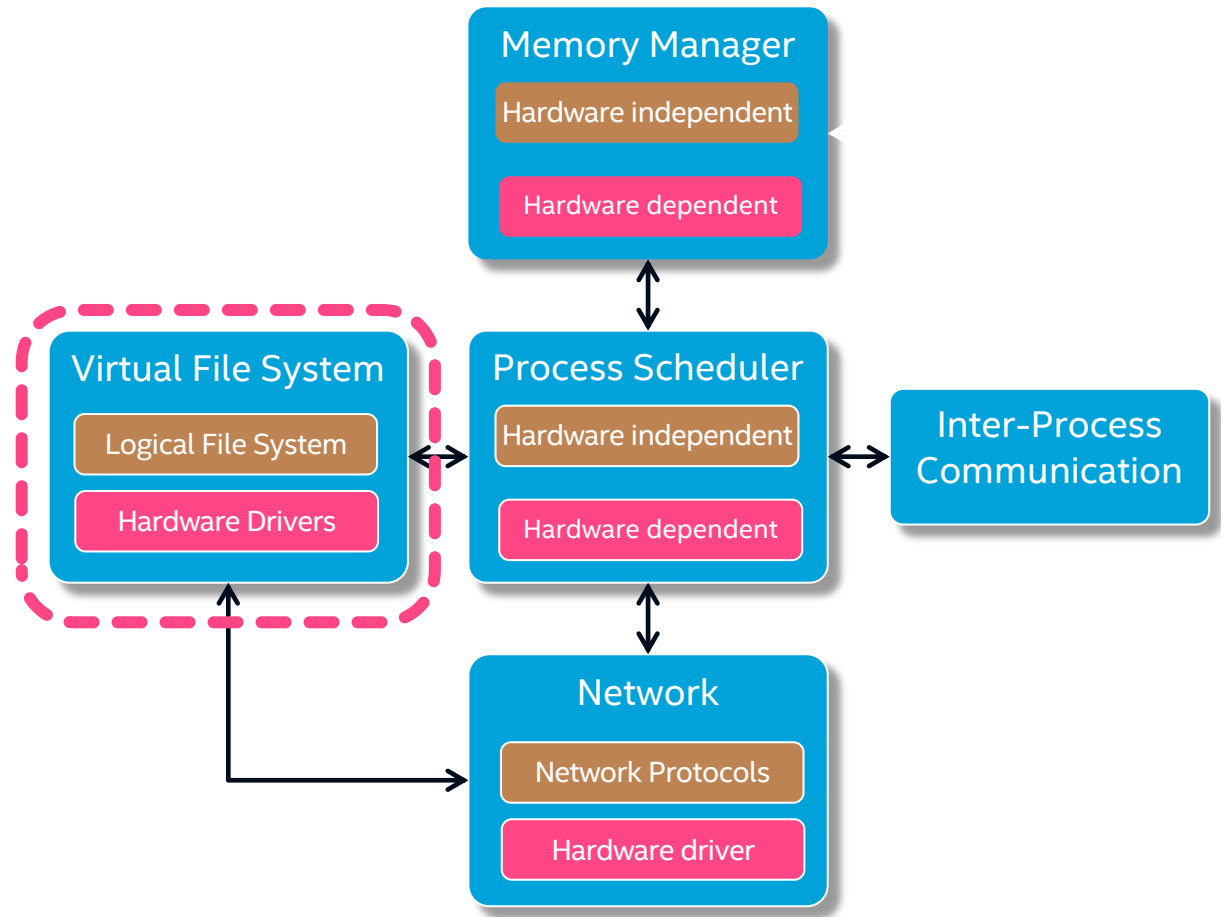 Memory Manager
Hardware independent
Hardware dependent
Virtual File System
Logical File System
Hardware Drivers
Process Scheduler
Hardware independent
Hardware dependent
Inter-Process
Communication
Network
Network Protocols
Hardware driver